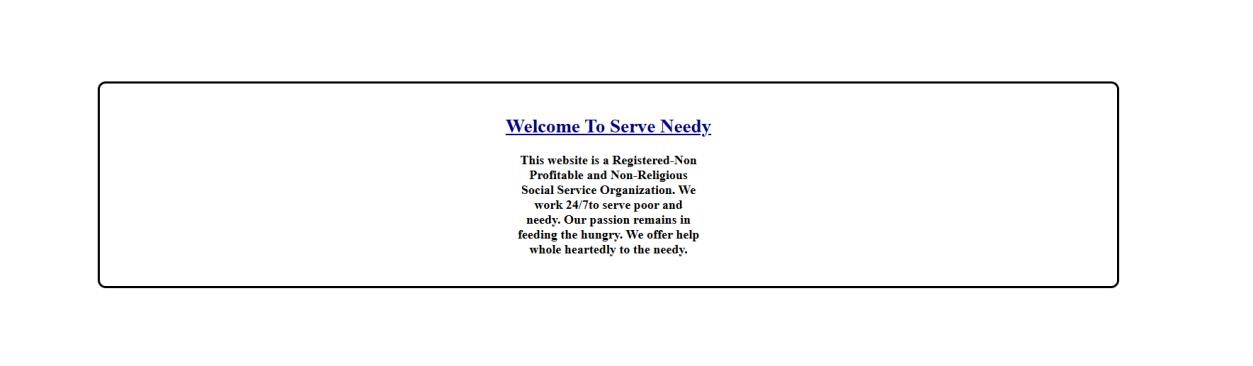 Welcome To Serve Needy
This website is a Registered-Non
Profitable and Non-Religious
Social Service Organization. We
work 24/7to serve poor and
needy. Our passion remains in
feeding the hungry. We offer help
whole heartedly to the needy.